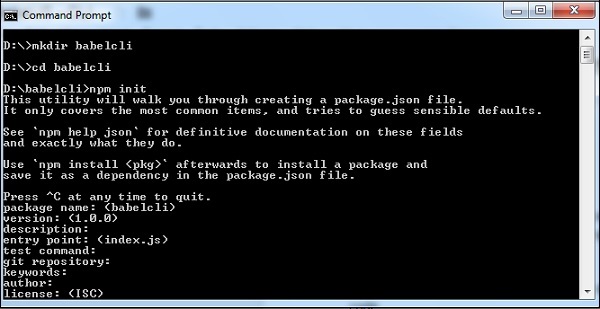 Command Prompt
D:\>mkdir babelcli
D:\>cd babelcli
D:\babelcli>npm init
This utility will walk you through creating a package.json file.
It only covers the most common items, and tries to guess sensible defaults.
See `npm help json` for definitive documentation on these fields
and exactly what they do.
Use `npm install <pkg>` afterwards to install a package and
save it as a dependency in the package.json file.
Press ^C at any time to quit.
package name: (babelcli)
version: (1.0.0)
description:
entry point: (index.js)
test command:
git repository:
keywords:
author:
license: (ISC)